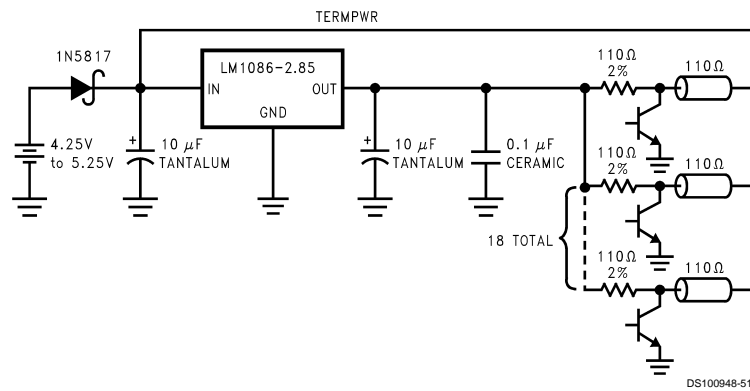 TERMPWR
1N5817
LM1086-2.85
IN
OUT
GND
4.25V
to 5.25V
+
10 μF
TANTALUM
+
10 μF
TANTALUM
0.1 μF
CERAMIC
110Ω
2%
110Ω
110Ω
2%
110Ω
18 TOTAL
110Ω
2%
110Ω
DS100948-51